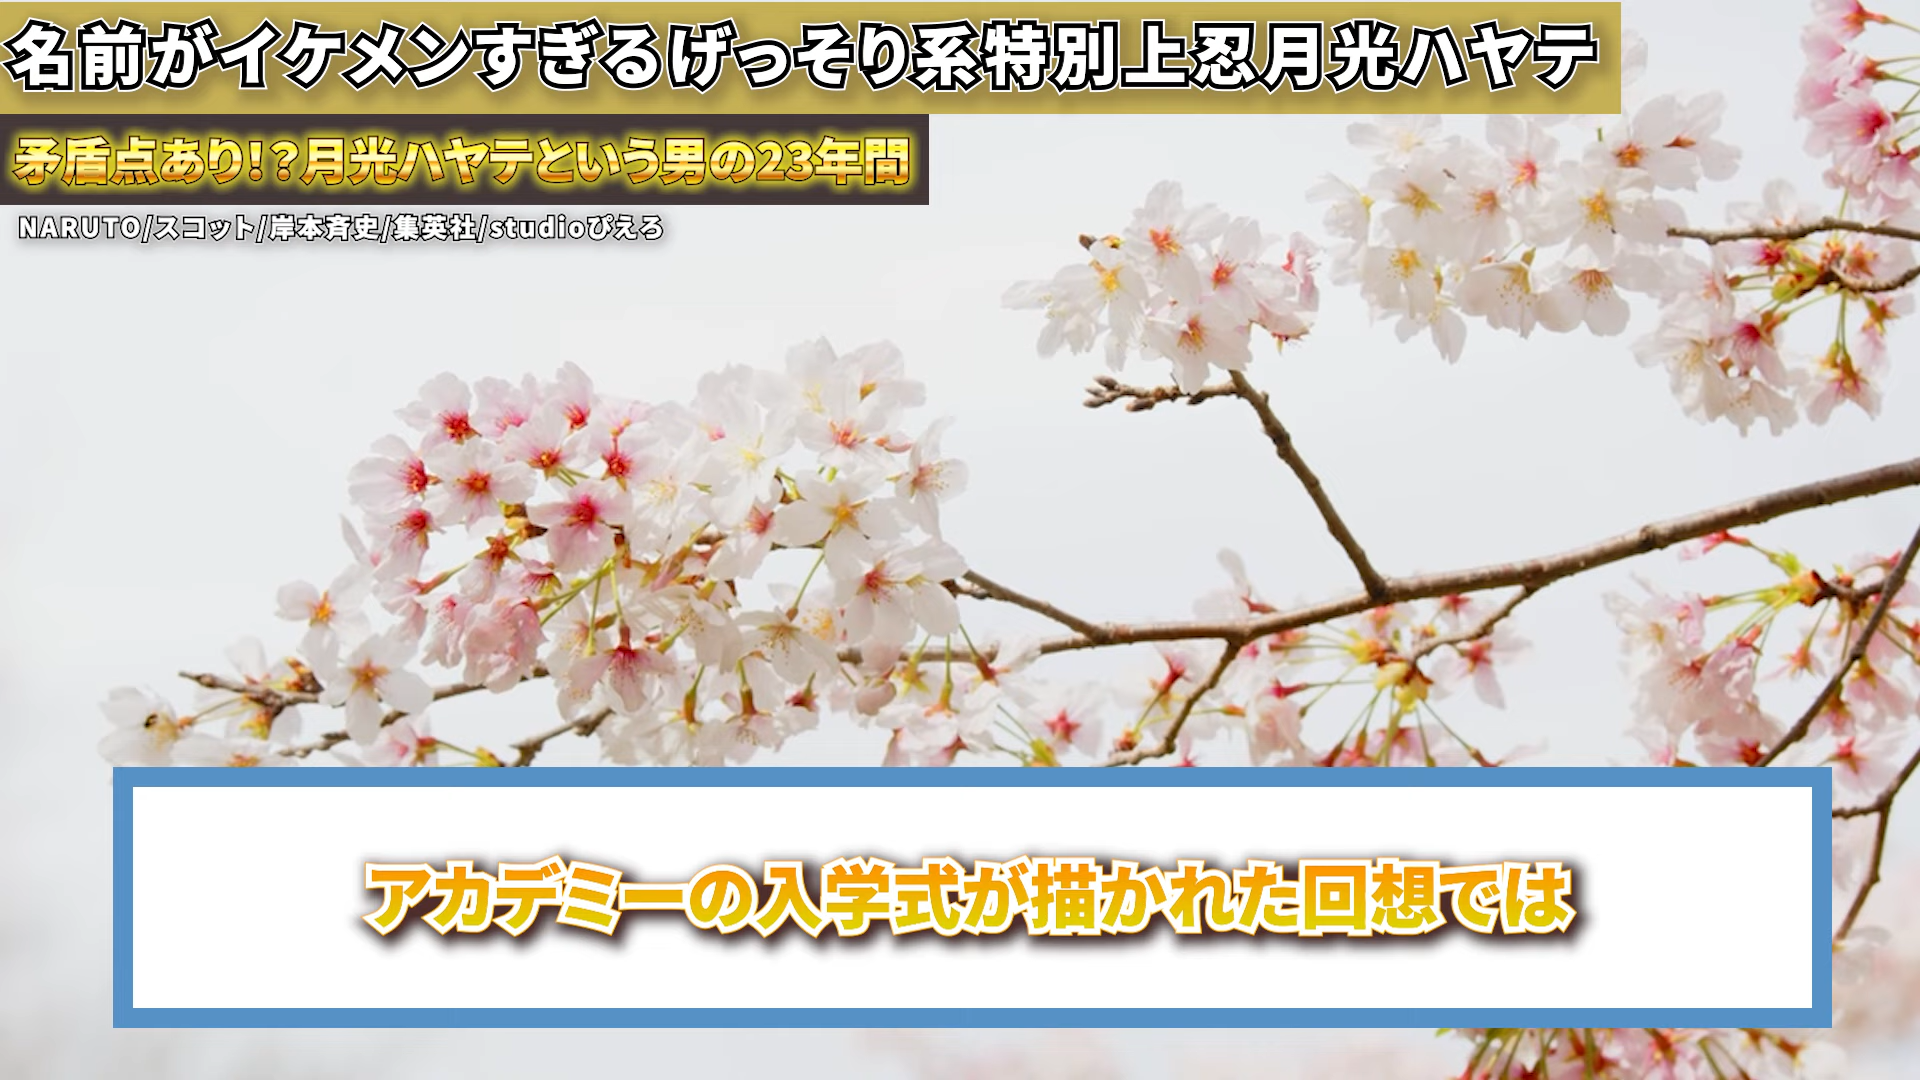 名前がイケメンすぎるげっそり系特別上忍月光ハヤテ
矛盾点あり!?月光ハヤテという男の23年間
NARUTO/スコット/岸本斉史/集英社/studioぴえろ
アカデミーの入学式が描かれた回想では